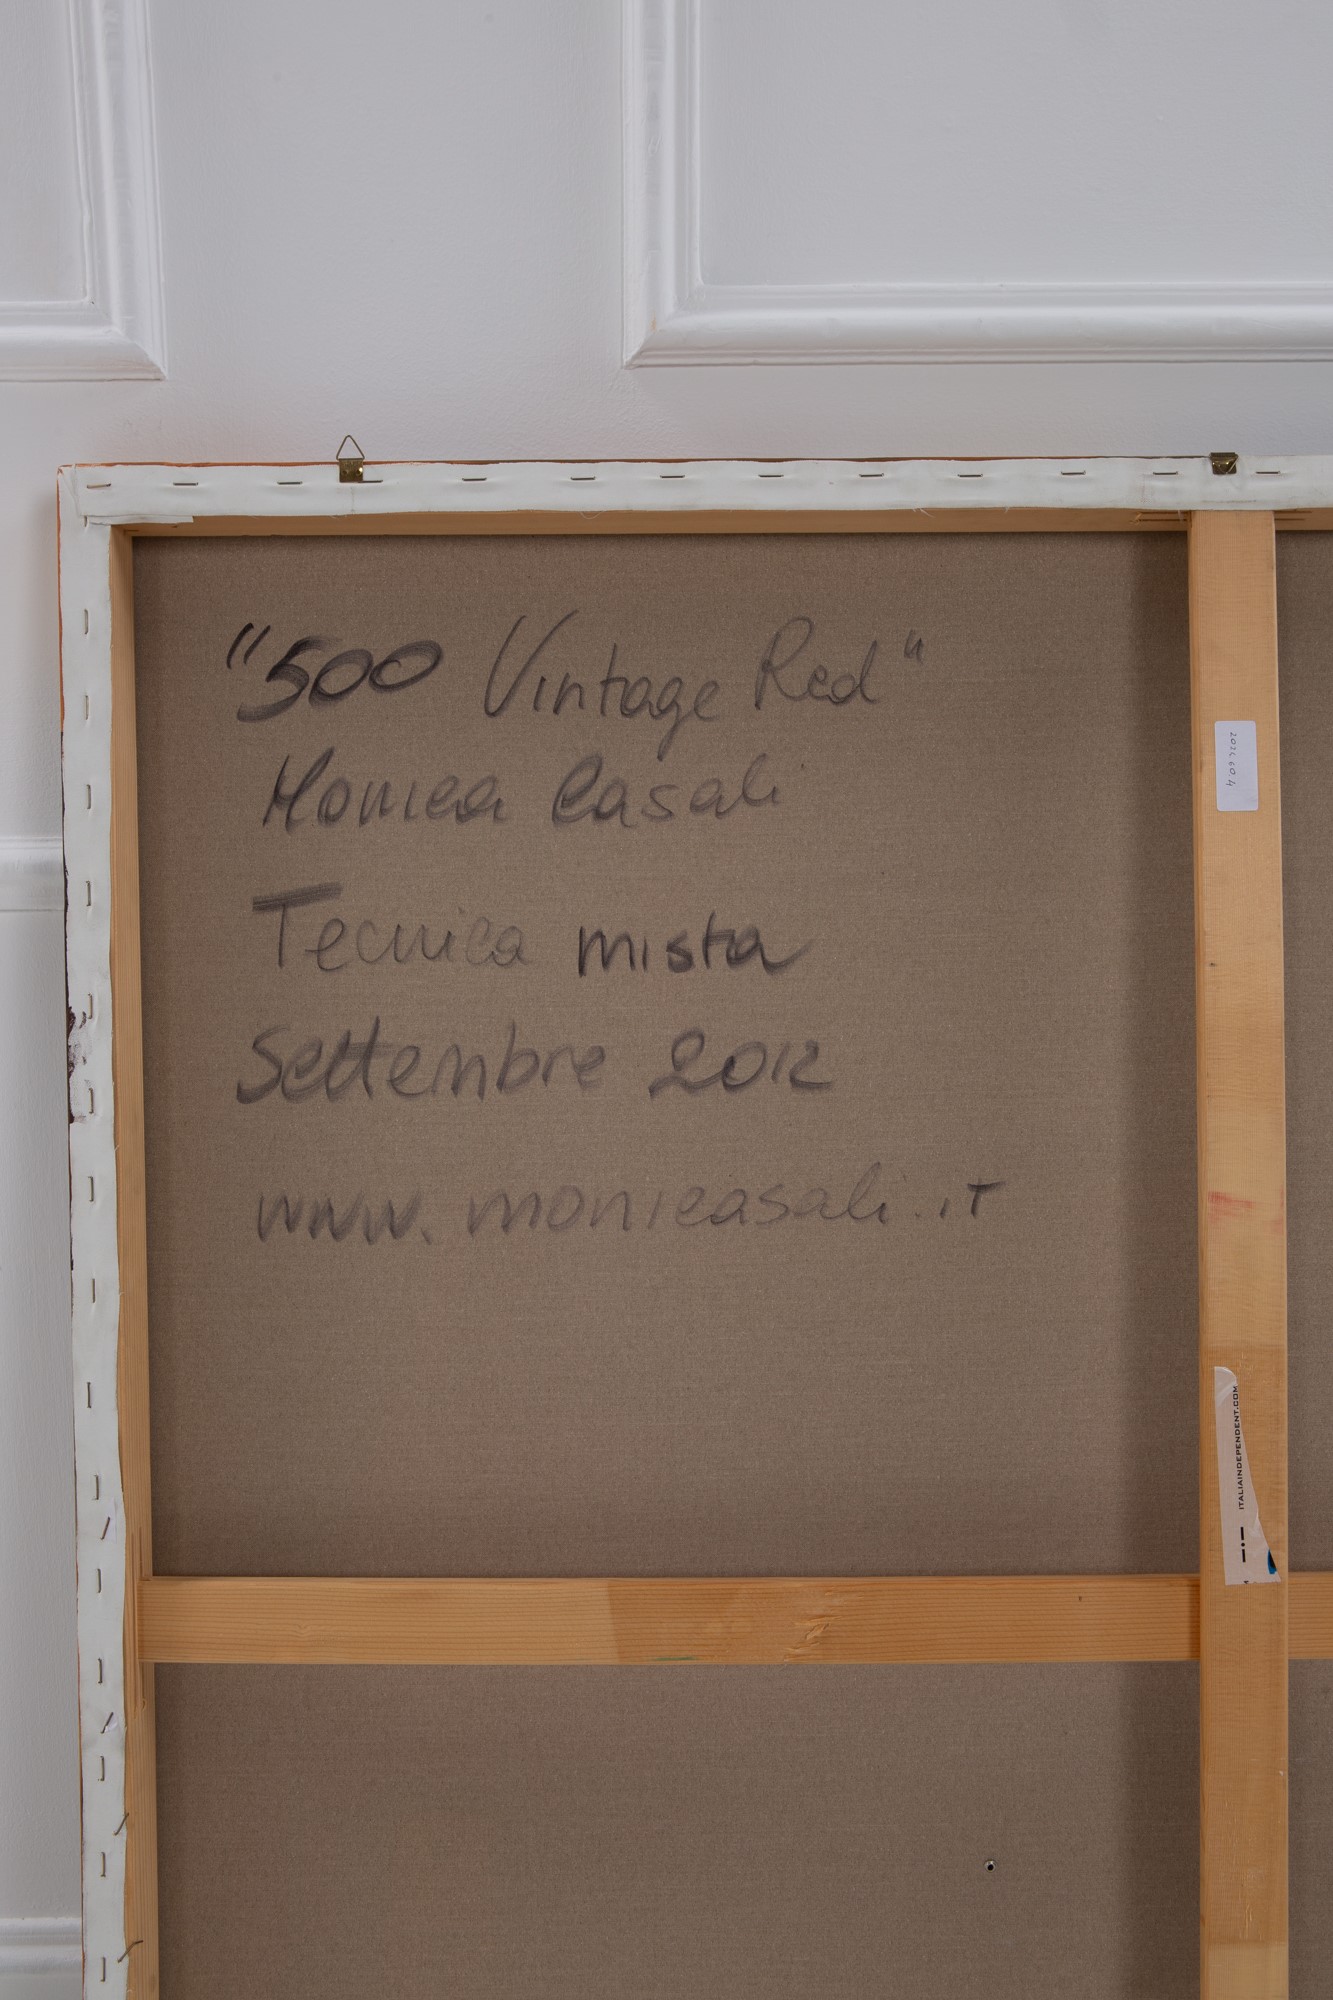 "500 Vintage Red"
Monica Casali
Tecnica mista
Settembre 2012
www.monicasali.it
ITALIAINDEPENDENT.COM